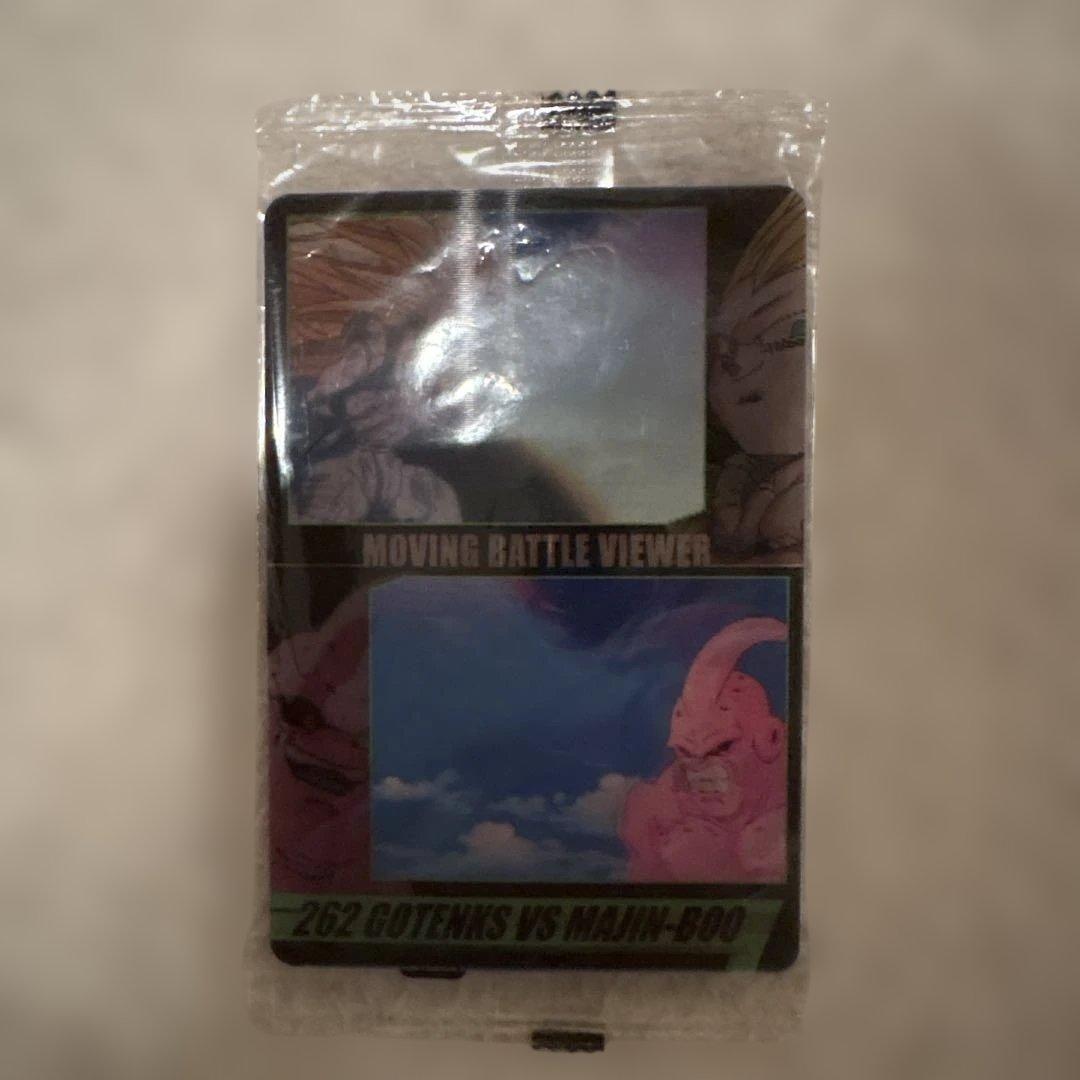 MOVING BATTLE VIEWER
262 GOTENKS VS MAJIN-BOO